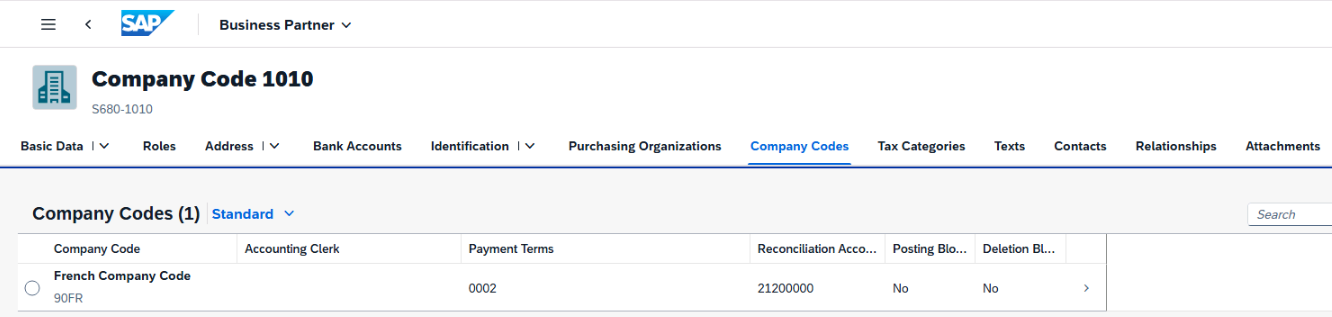 SAP Business Partner
Company Code 1010
S680-1010
Basic Data Roles Address Bank Accounts Identification Purchasing Organizations Company Codes Tax Categories Texts Contacts Relationships Attachments
Company Codes (1) Standard Search
Company Code Accounting Clerk Payment Terms Reconciliation Acco... Posting Blo... Deletion Bl...
French Company Code
0002 21200000 No No
90FR